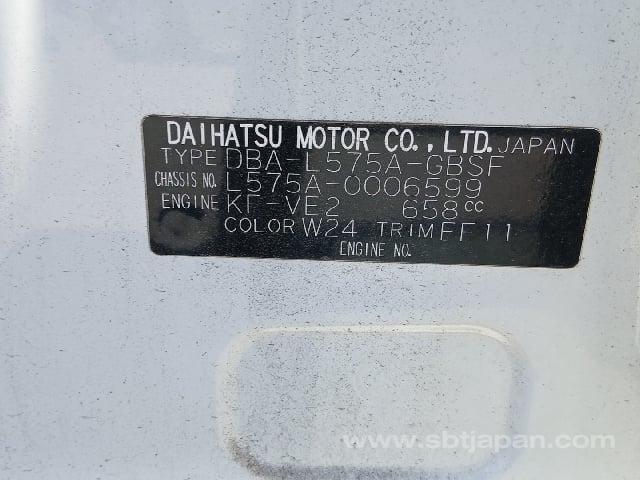 DAIHATSU MOTOR CO., LTD. JAPAN
TYPE DBA-L575A-GBSF
CHASSIS NO. L575A-0006599
ENGINE KF-VE2 658cc
COLOR W24 TRIM FF11
ENGINE NO.
www.sbtjapan.com